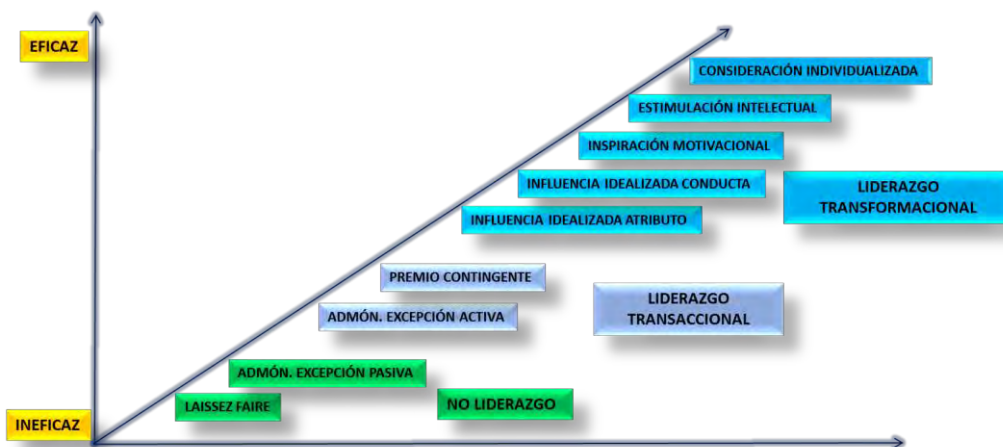 EFICAZ
CONSIDERACIÓN INDIVIDUALIZADA
ESTIMULACIÓN INTELECTUAL
INSPIRACIÓN MOTIVACIONAL
INFLUENCIA IDEALIZADA CONDUCTA
LIDERAZGO
TRANSFORMACIONAL
INFLUENCIA IDEALIZADA ATRIBUTO
PREMIO CONTINGENTE
LIDERAZGO
TRANSACCIONAL
ADMÓN. EXCEPCIÓN ACTIVA
ADMÓN. EXCEPCIÓN PASIVA
LAISSEZ FAIRE
NO LIDERAZGO
INEFICAZ